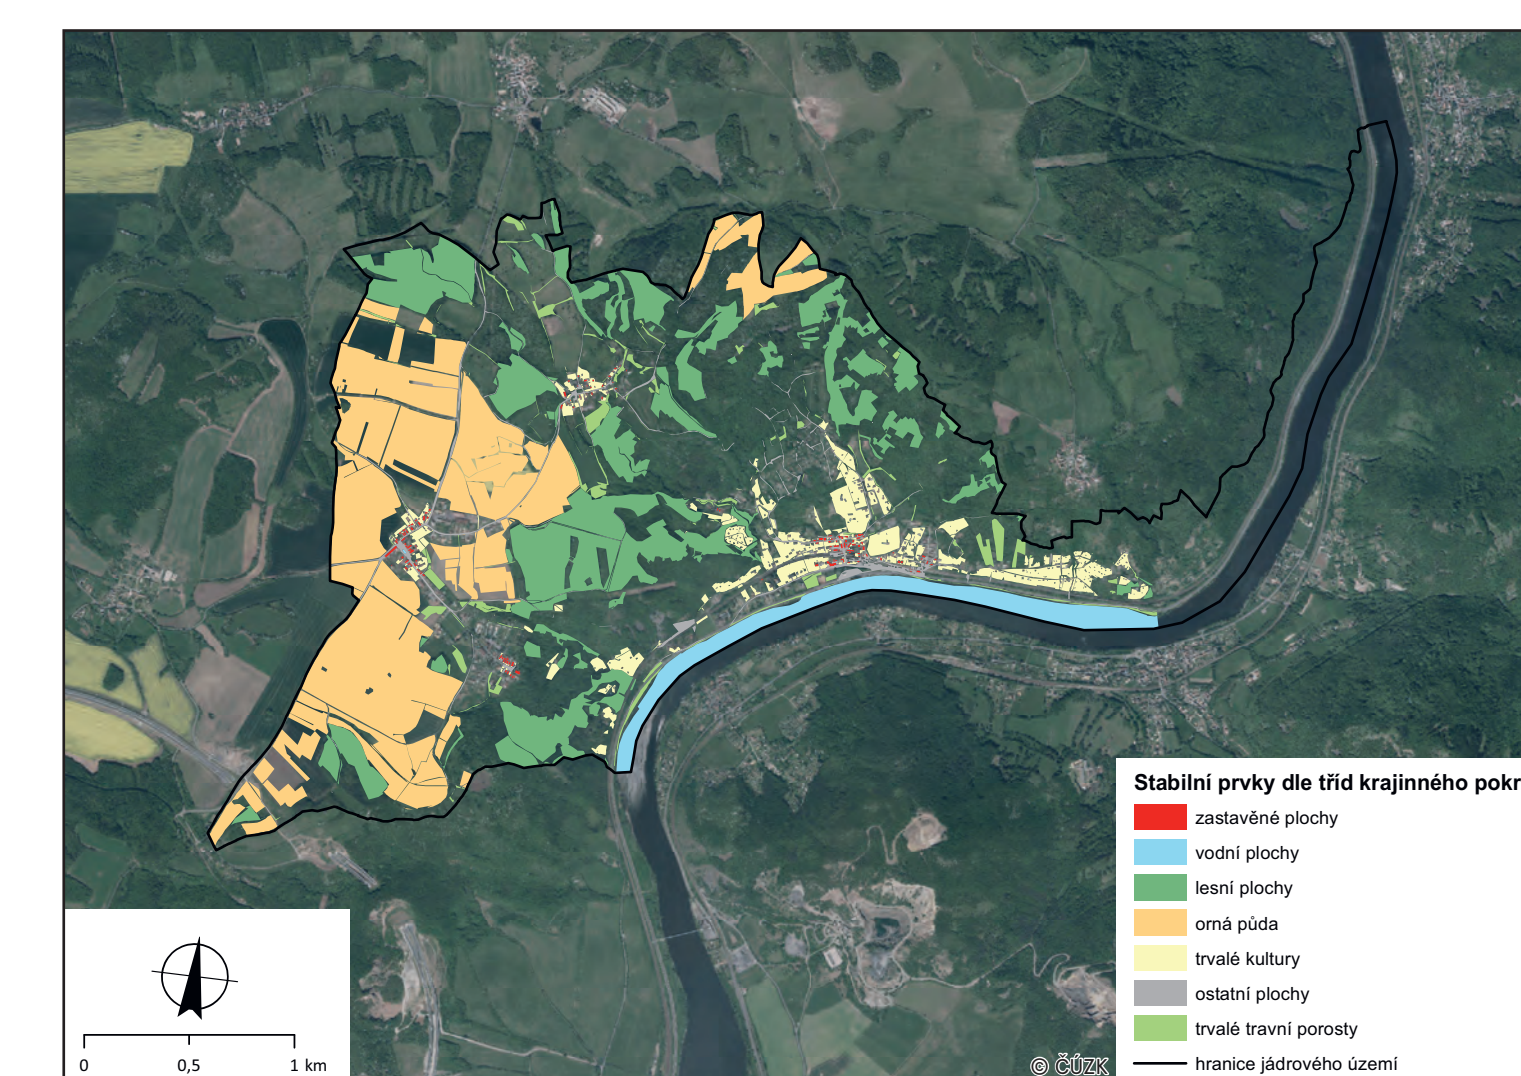 Stabilní prvky dle tříd krajinného pokr
zastavěné plochy
vodní plochy
lesní plochy
orná půda
trvalé kultury
ostatní plochy
trvalé travní porosty
hranice jádrového území
0 0,5 1 km
© ČÚZK